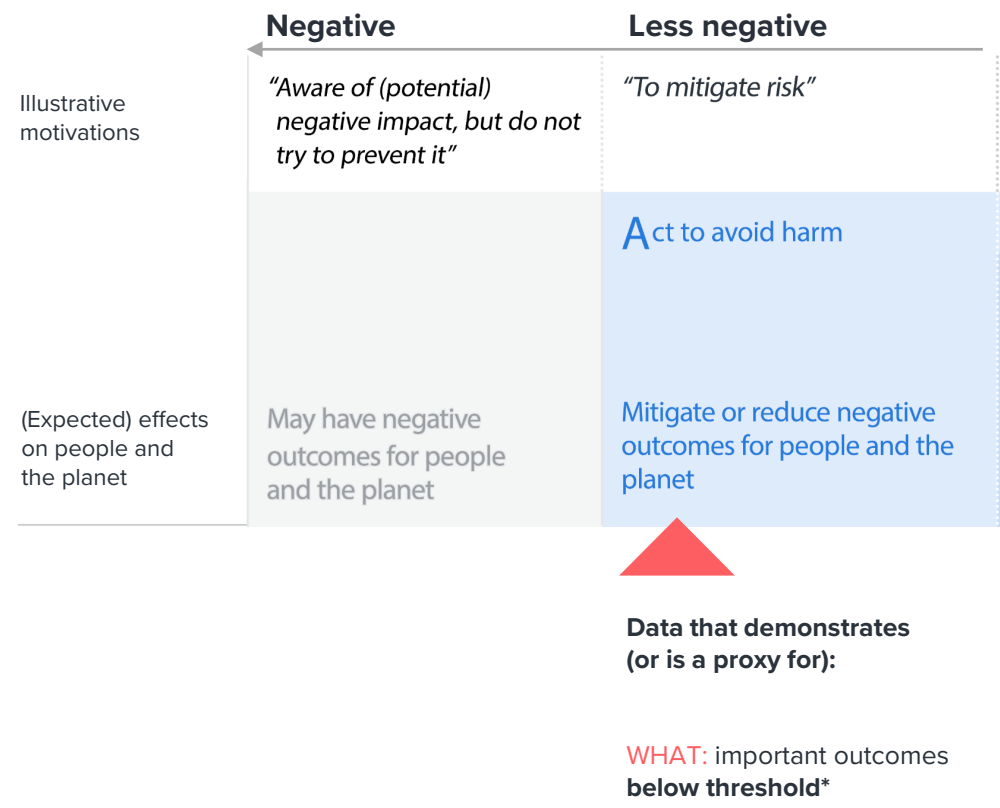 Negative
Less negative
Illustrative
motivations
“Aware of (potential)
negative impact, but do not
try to prevent it”
“To mitigate risk”
Act to avoid harm
(Expected) effects
on people and
the planet
May have negative
outcomes for people
and the planet
Mitigate or reduce negative
outcomes for people and the
planet
Data that demonstrates
(or is a proxy for):
WHAT: important outcomes
below threshold*